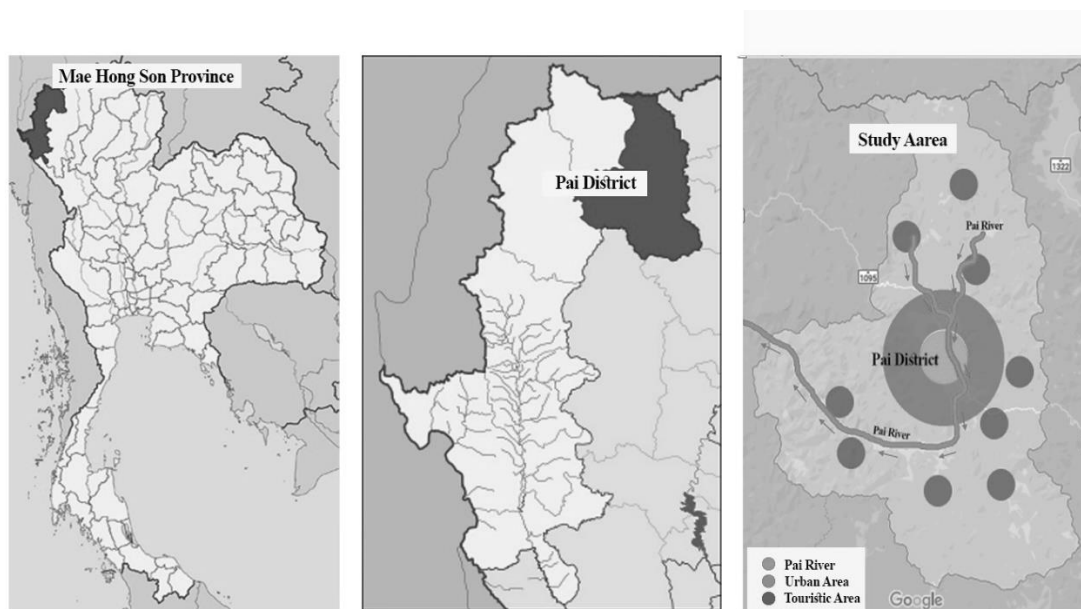 Mae Hong Son Province
Pai District
Study Aarea
1322
Pai River
1095
Pai District
Pai River
Pai River
Urban Area
Touristic Area
Google